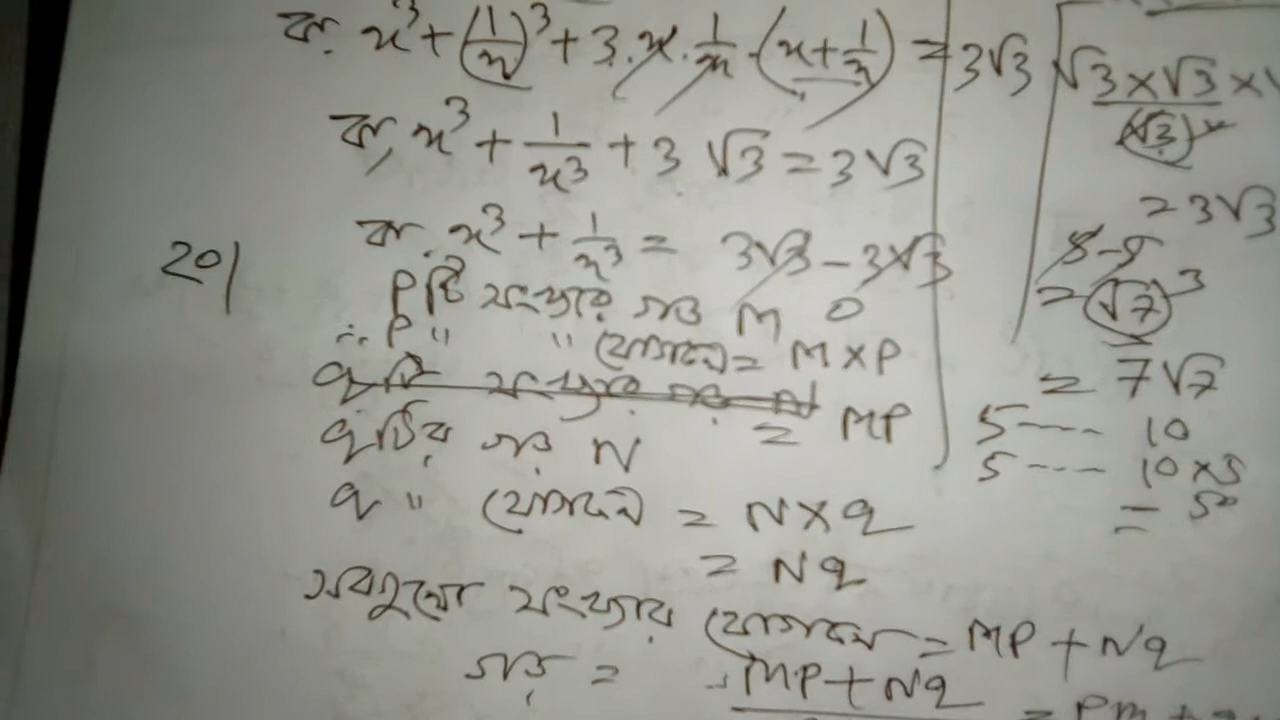 বা, x³ + (1/x)³ + 3.x.1/x.(x+1/x) = 3√3
বা, x³ + 1/x³ + 3√3 = 3√3
বা, x³ + 1/x³ = 3√3 - 3√3
20| P টি সংখ্যার গড় M 0
∴ P " " যোগফল = M×P
= MP
q টির গড় N
q " যোগফল = N×q
= Nq
সবগুলো সংখ্যার যোগফল = MP + Nq
গড় = MP + Nq
√3×√3×√
(√3)²
= 3√3
= (√7)³
= 7√7
5---- 10
5---- 10×5
= 50